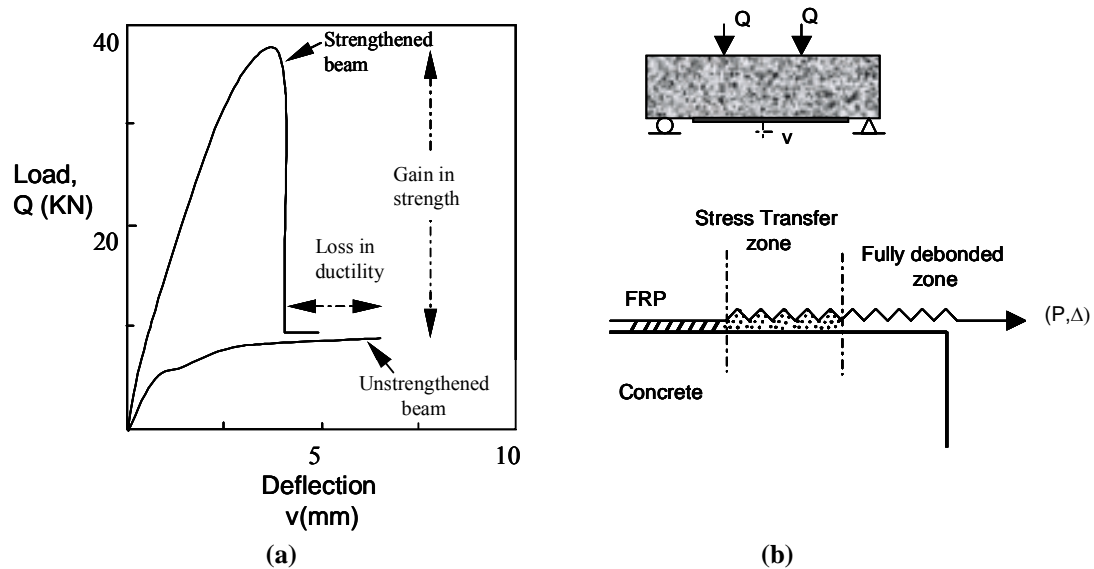 40
Strengthened
beam
Load,
Q (KN)
Gain in
strength
20
Loss in
ductility
Unstrengthened
beam
5
10
Deflection
v(mm)
(a)
Q
Q
v
Stress Transfer
zone
Fully debonded
zone
FRP
(P,Δ)
Concrete
(b)